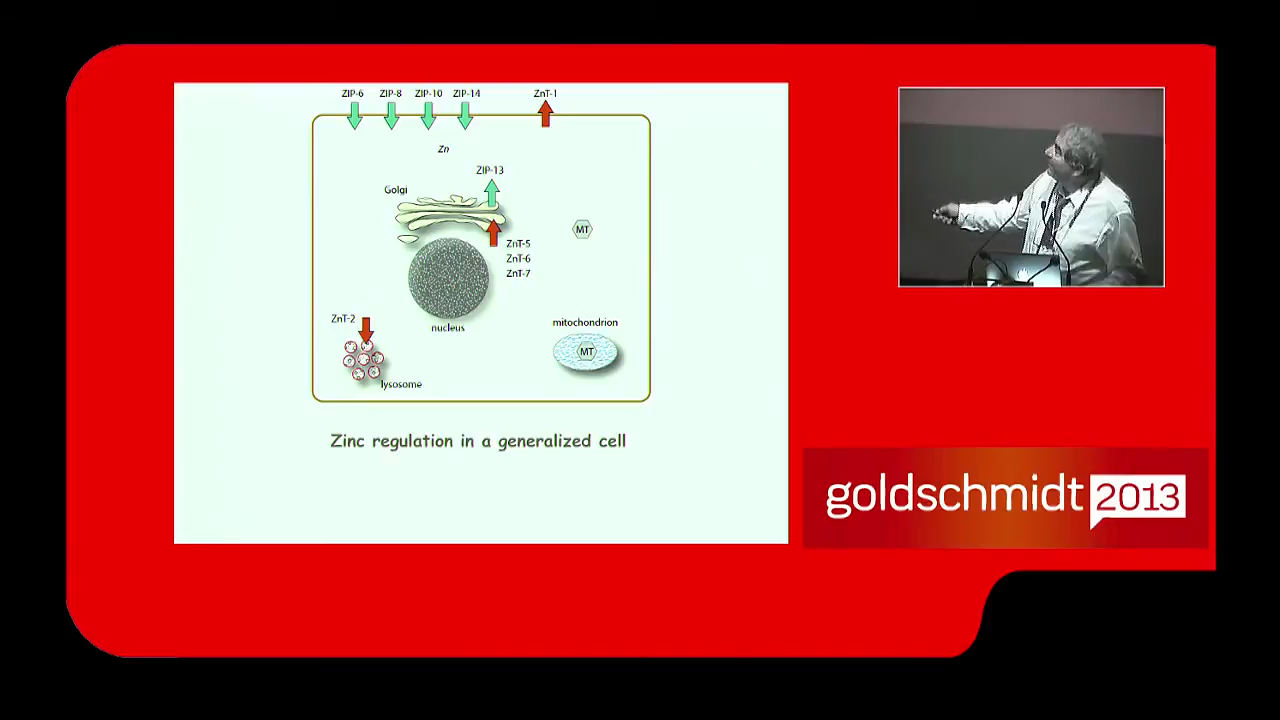 ZIP-6 ZIP-8 ZIP-10 ZIP-14 ZnT-1
Zn
ZIP-13
Golgi
MT
ZnT-5
ZnT-6
ZnT-7
nucleus
ZnT-2
mitochondrion
MT
lysosome
Zinc regulation in a generalized cell
goldschmidt 2013